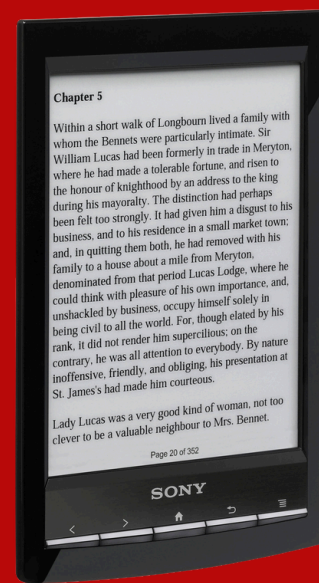 Chapter 5
Within a short walk of Longbourn lived a family with
whom the Bennets were particularly intimate. Sir
William Lucas had been formerly in trade in Meryton,
where he had made a tolerable fortune, and risen to
the honour of knighthood by an address to the king
during his mayoralty. The distinction had perhaps
been felt too strongly. It had given him a disgust to his
business, and to his residence in a small market town;
and, in quitting them both, he had removed with his
family to a house about a mile from Meryton,
denominated from that period Lucas Lodge, where he
could think with pleasure of his own importance, and,
unshackled by business, occupy himself solely in
being civil to all the world. For, though elated by his
rank, it did not render him supercilious; on the
contrary, he was all attention to everybody. By nature
inoffensive, friendly, and obliging, his presentation at
St. James's had made him courteous.
Lady Lucas was a very good kind of woman, not too
clever to be a valuable neighbour to Mrs. Bennet.
Page 20 of 352
SONY